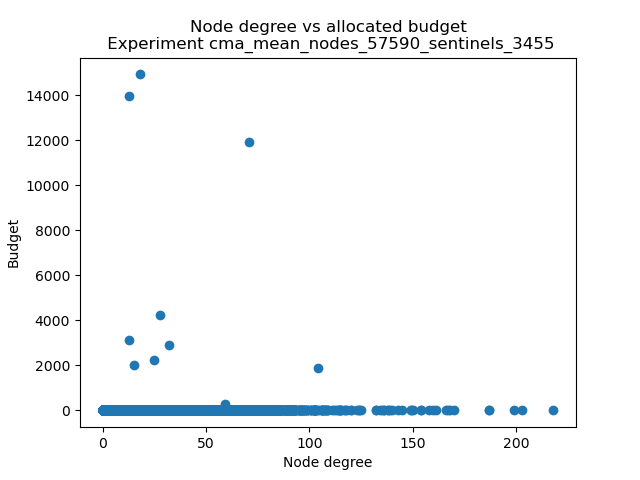 Node degree vs allocated budget
Experiment cma_mean_nodes_57590_sentinels_3455
14000
12000
10000
8000
6000
4000
2000
0
Budget
0 50 100 150 200
Node degree